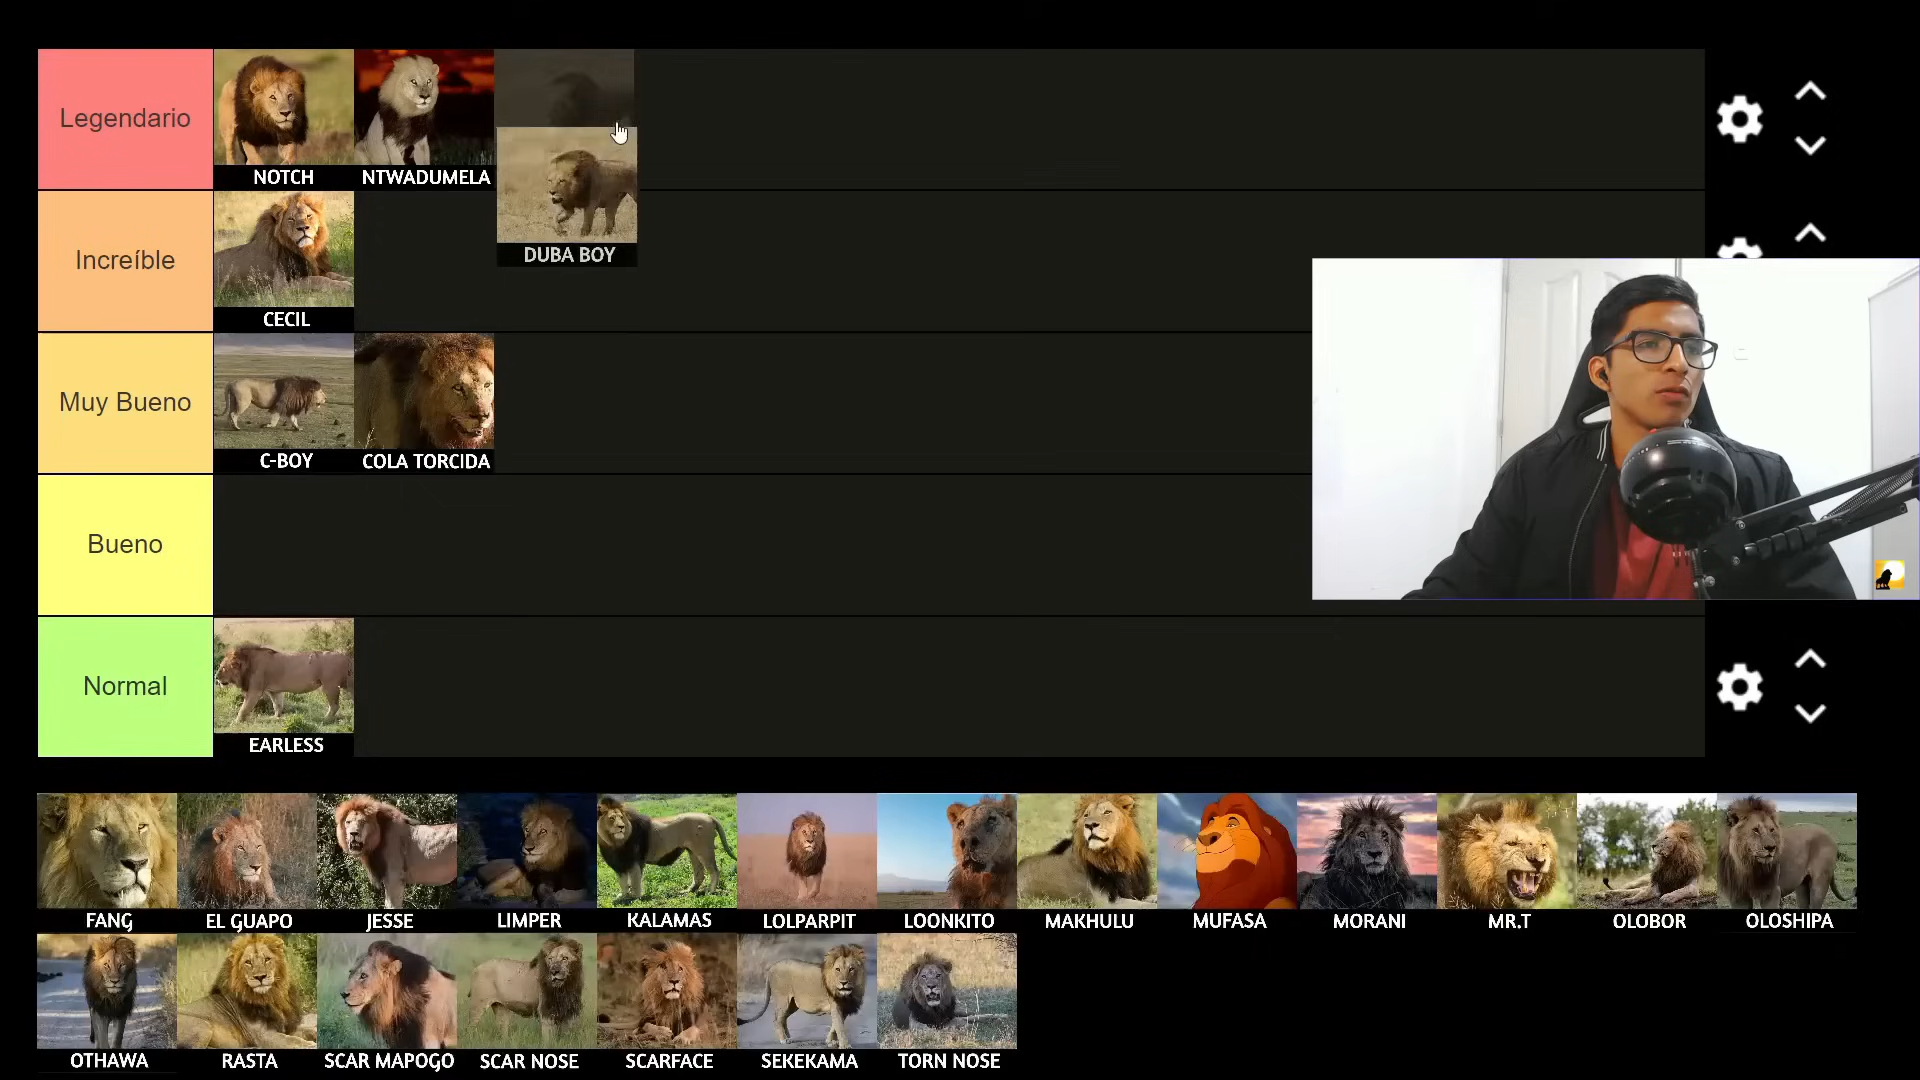 Legendario
NOTCH
NTWADUMELA
DUBA BOY
Increíble
CECIL
Muy Bueno
C-BOY
COLA TORCIDA
Bueno
Normal
EARLESS
FANG
EL GUAPO
JESSE
LIMPER
KALAMAS
LOLPARPIT
LOONKITO
MAKHULU
MUFASA
MORANI
MR.T
OLOBOR
OLOSHIPA
OTHAWA
RASTA
SCAR MAPOGO
SCAR NOSE
SCARFACE
SEKEKAMA
TORN NOSE